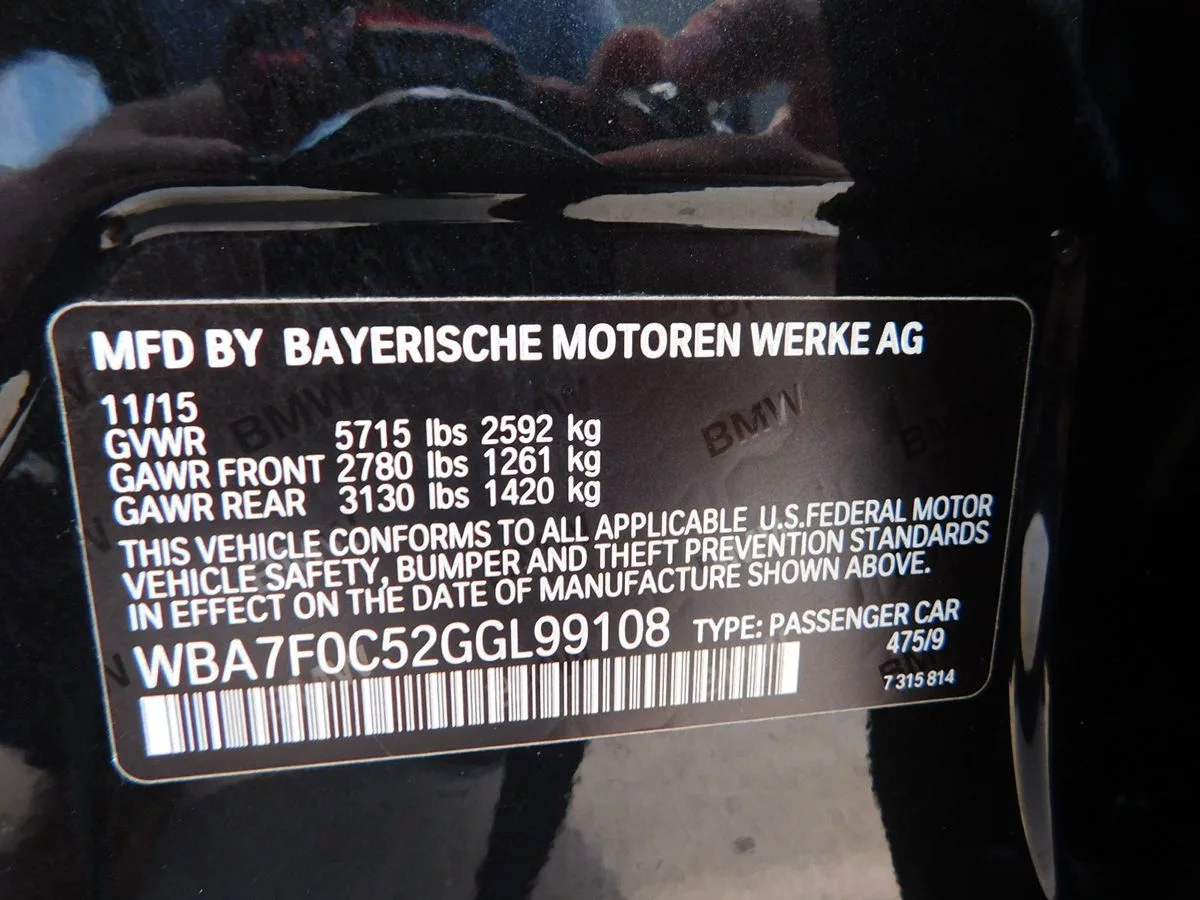 MFD BY BAYERISCHE MOTOREN WERKE AG
11/15
GVWR 5715 lbs 2592 kg
GAWR FRONT 2780 lbs 1261 kg
GAWR REAR 3130 lbs 1420 kg
THIS VEHICLE CONFORMS TO ALL APPLICABLE U.S.FEDERAL MOTOR
VEHICLE SAFETY, BUMPER AND THEFT PREVENTION STANDARDS
IN EFFECT ON THE DATE OF MANUFACTURE SHOWN ABOVE.
WBA7F0C52GGL99108 TYPE: PASSENGER CAR
475/9
7 315 814
BMW
BMW